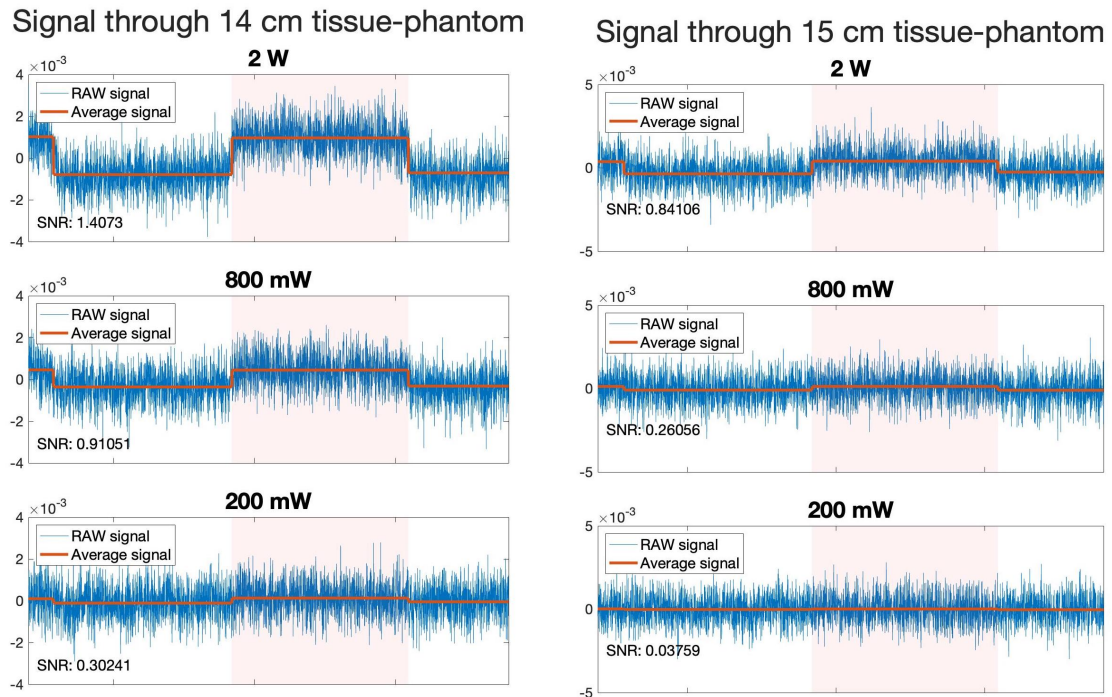 Signal through 14 cm tissue-phantom
2 W
×10-3
4
2
0
-2
-4
RAW signal
Average signal
SNR: 1.4073
800 mW
×10-3
4
2
0
-2
-4
RAW signal
Average signal
SNR: 0.91051
200 mW
×10-3
4
2
0
-2
-4
RAW signal
Average signal
SNR: 0.30241
Signal through 15 cm tissue-phantom
2 W
×10-3
5
0
-5
RAW signal
Average signal
SNR: 0.84106
800 mW
×10-3
5
0
-5
RAW signal
Average signal
SNR: 0.26056
200 mW
×10-3
5
0
-5
RAW signal
Average signal
SNR: 0.03759